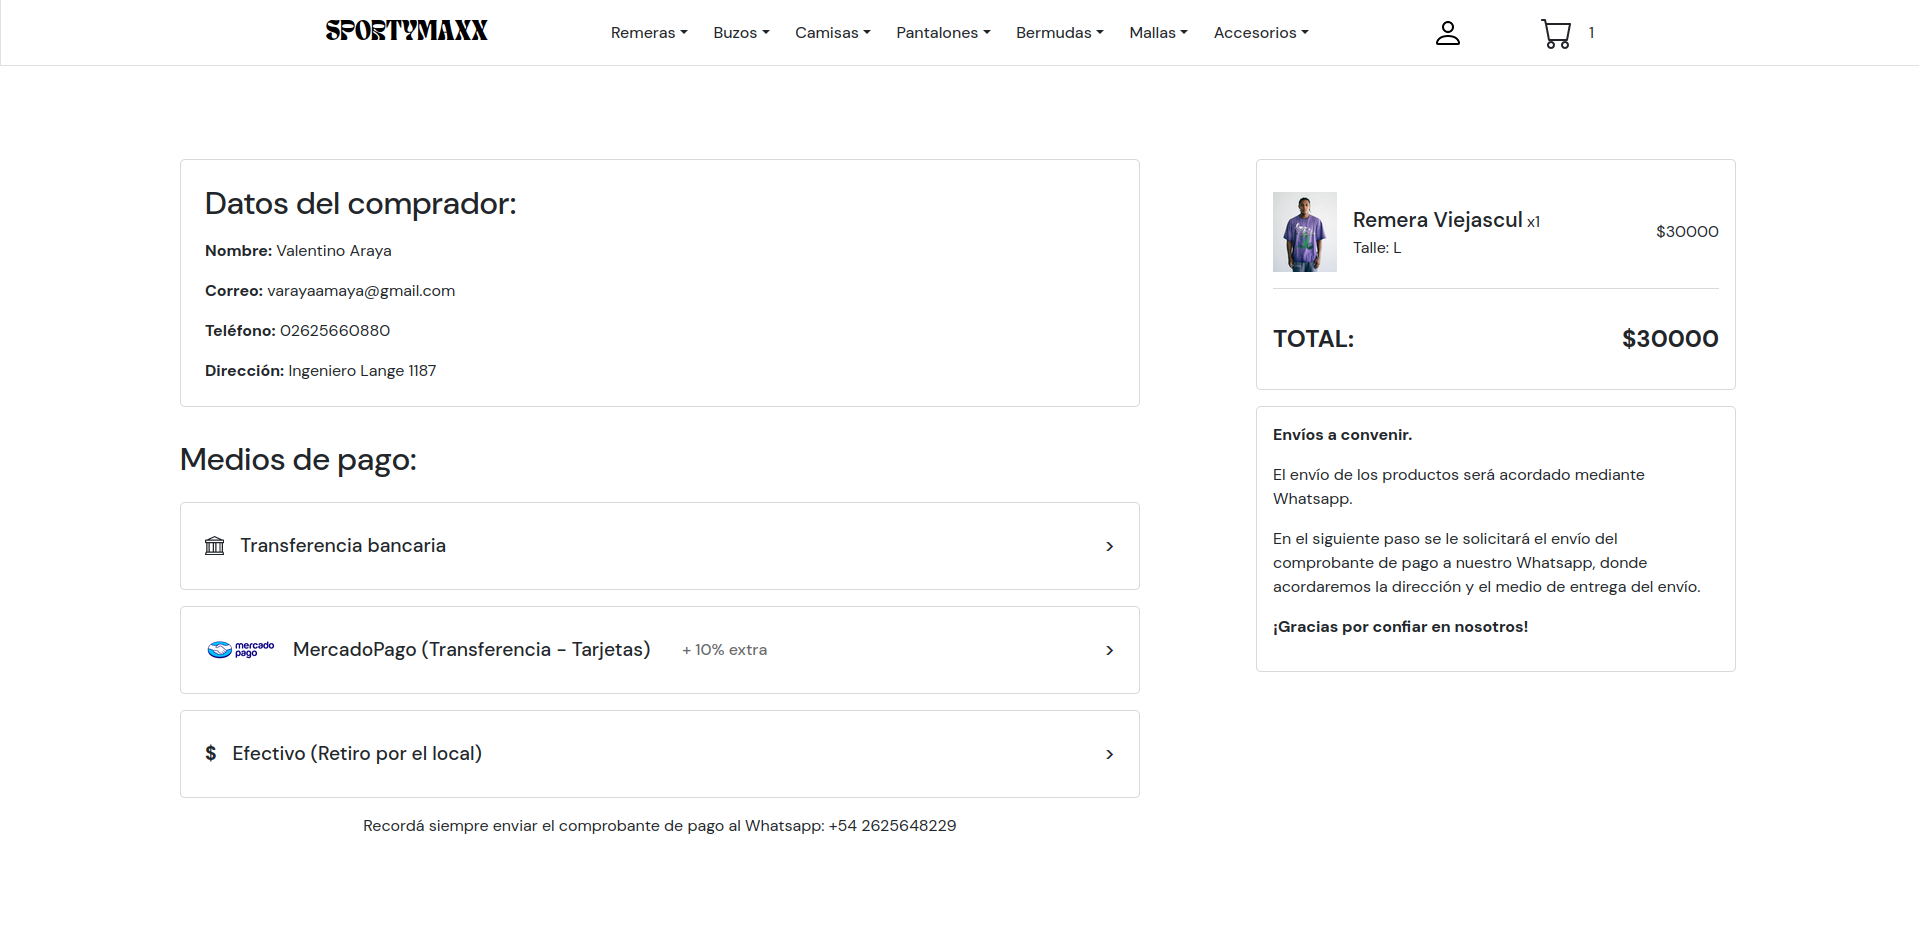 SPORTYMAXX
Remeras Buzos Camisas Pantalones Bermudas Mallas Accesorios 1
Datos del comprador:
Nombre: Valentino Araya
Correo: varayaamaya@gmail.com
Teléfono: 02625660880
Dirección: Ingeniero Lange 1187
Medios de pago:
Transferencia bancaria
mercado
pago
MercadoPago (Transferencia - Tarjetas) + 10% extra
$ Efectivo (Retiro por el local)
Recordá siempre enviar el comprobante de pago al Whatsapp: +54 2625648229
Remera Viejascul x1
Talle: L
$30000
TOTAL: $30000
Envíos a convenir.
El envío de los productos será acordado mediante
Whatsapp.
En el siguiente paso se le solicitará el envío del
comprobante de pago a nuestro Whatsapp, donde
acordaremos la dirección y el medio de entrega del envío.
¡Gracias por confiar en nosotros!